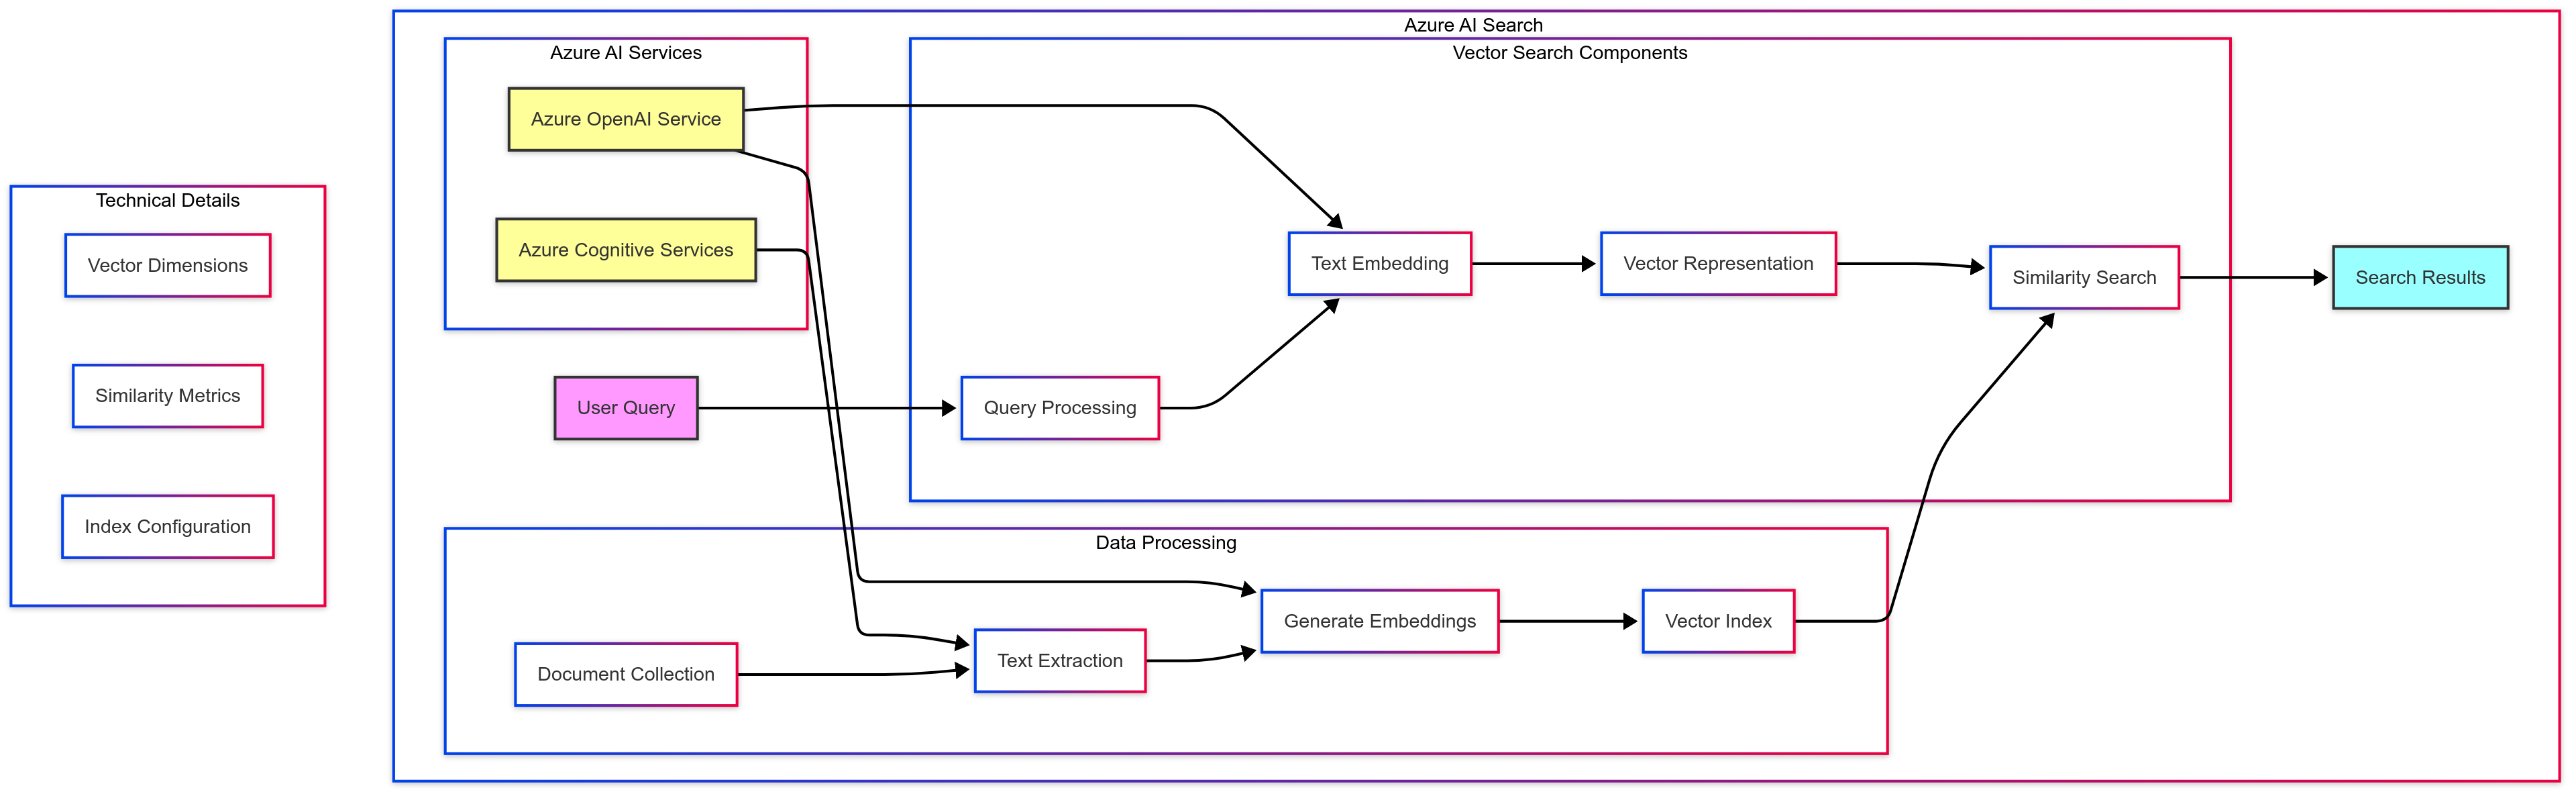 Azure AI Search
Azure AI Services
Vector Search Components
Azure OpenAI Service
Technical Details
Azure Cognitive Services
Vector Dimensions
Text Embedding
Vector Representation
Similarity Search
Search Results
Similarity Metrics
User Query
Query Processing
Index Configuration
Data Processing
Generate Embeddings
Vector Index
Document Collection
Text Extraction